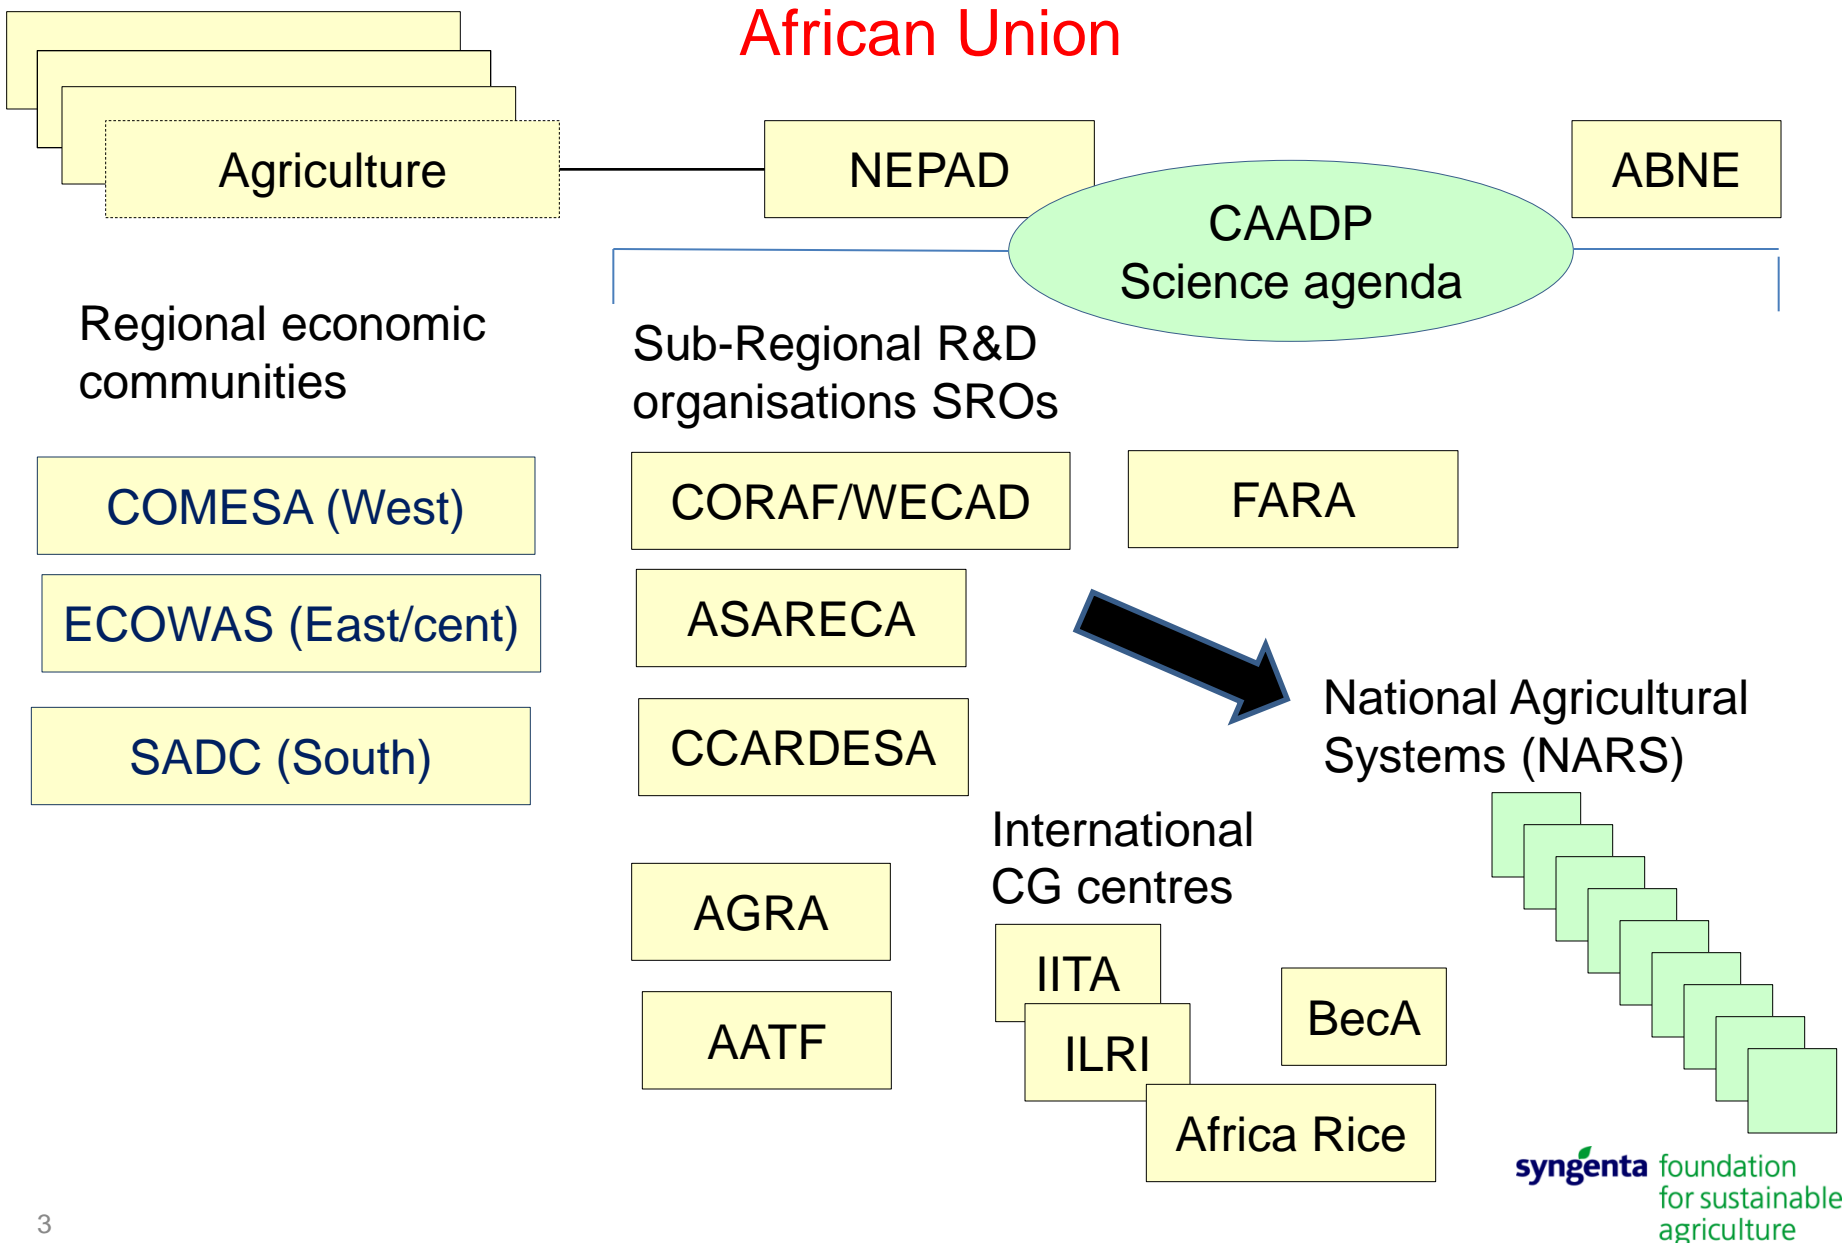 African Union
Agriculture
NEPAD
ABNE
CAADP
Science agenda
Regional economic
communities
Sub-Regional R&D
organisations SROs
COMESA (West)
CORAF/WECAD
FARA
ECOWAS (East/cent)
ASARECA
SADC (South)
CCARDESA
National Agricultural
Systems (NARS)
International
CG centres
AGRA
IITA
BecA
AATF
ILRI
Africa Rice
syngenta foundation
for sustainable
agriculture
3